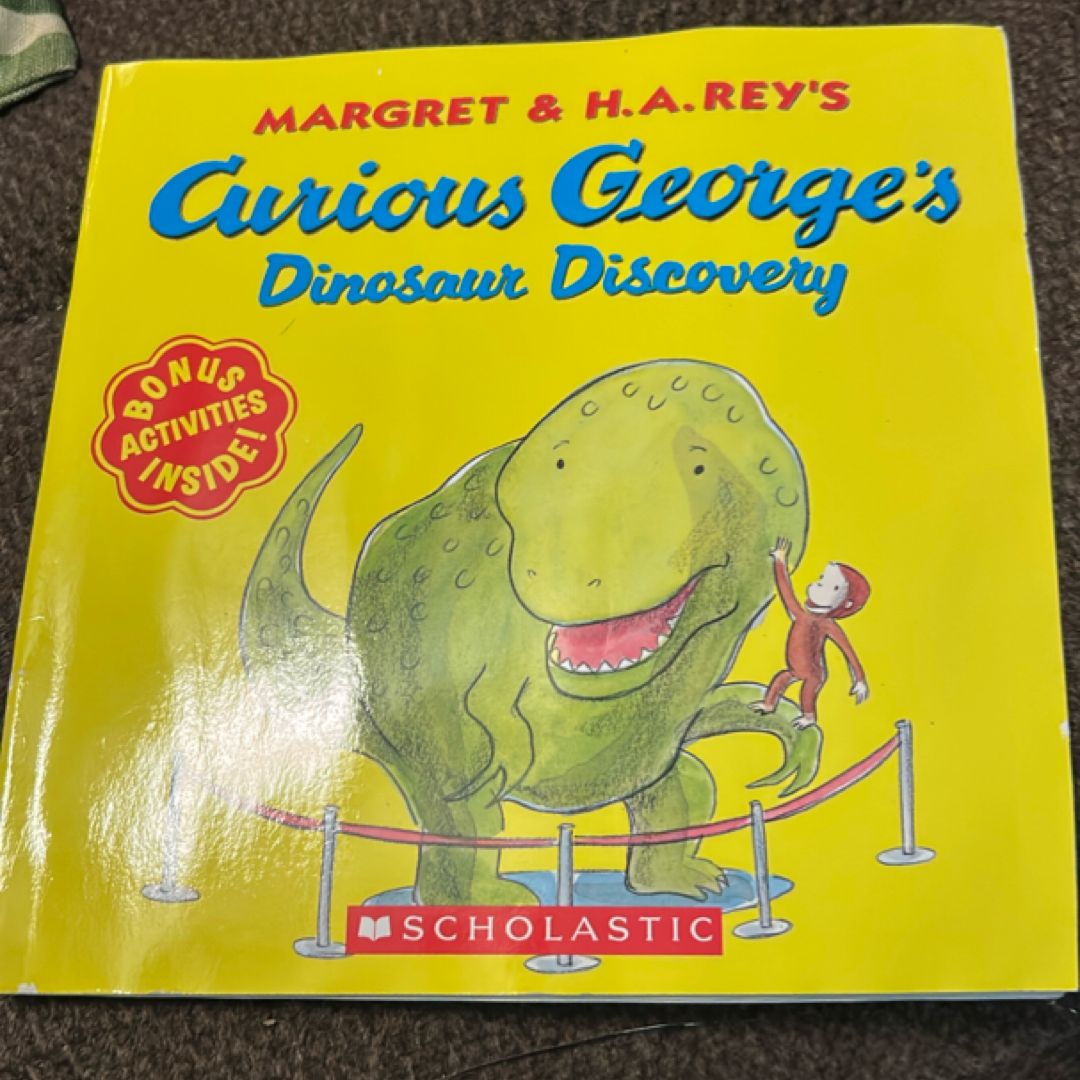 MARGRET & H.A. REY'S
Curious George's
Dinosaur Discovery
BONUS
ACTIVITIES
INSIDE!
SCHOLASTIC